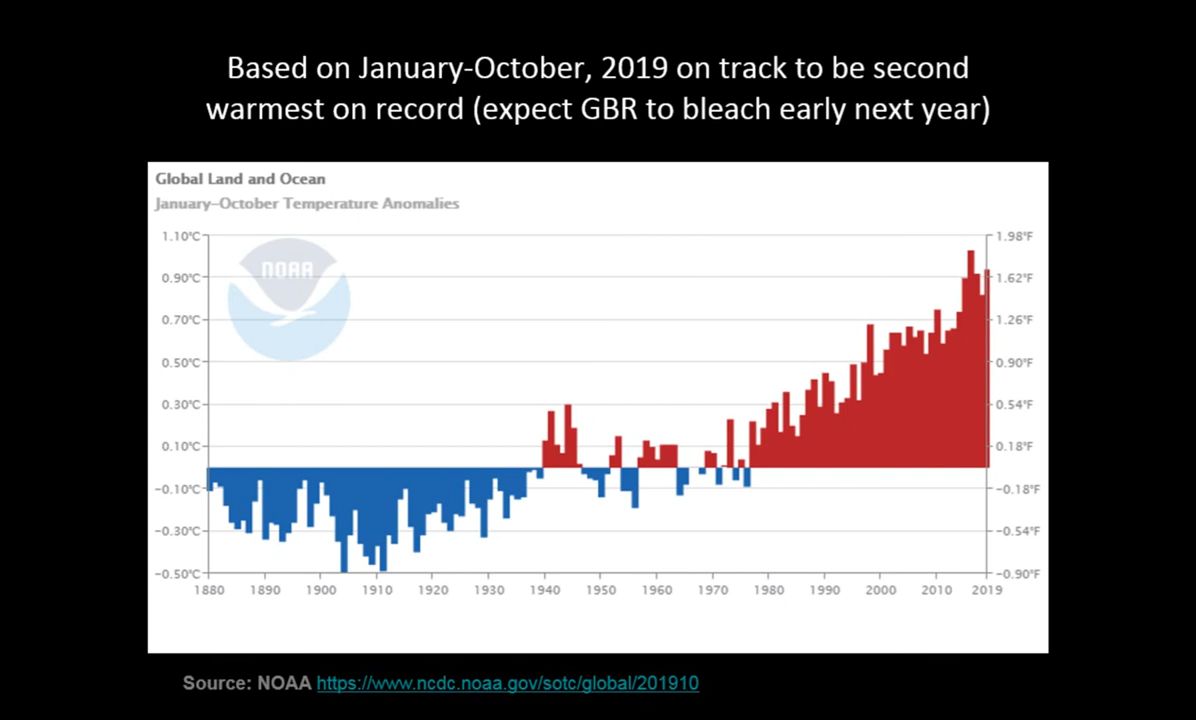 Based on January-October, 2019 on track to be second
warmest on record (expect GBR to bleach early next year)
Global Land and Ocean
January–October Temperature Anomalies
1.10°C 1.98°F
NOAA
0.90°C 1.62°F
0.70°C 1.26°F
0.50°C 0.90°F
0.30°C 0.54°F
0.10°C 0.18°F
−0.10°C −0.18°F
−0.30°C −0.54°F
−0.50°C −0.90°F
1880 1890 1900 1910 1920 1930 1940 1950 1960 1970 1980 1990 2000 2010 2019
Source: NOAA https://www.ncdc.noaa.gov/sotc/global/201910